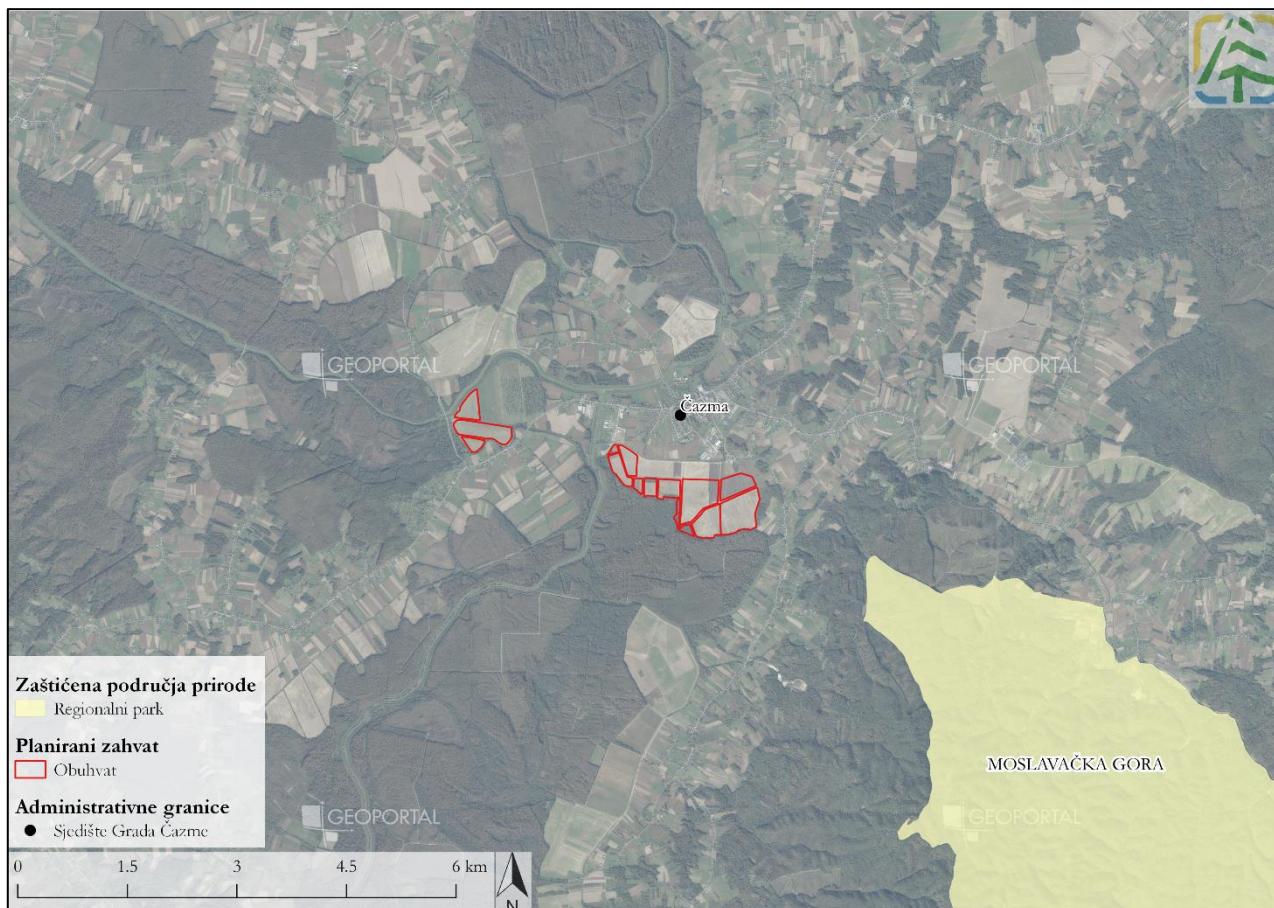 GEOPORTAL
GEOPORTAL
Čazma
MOSLAVAČKA GORA
Zaštićena područja prirode
Regionalni park
Planirani zahvat
Obuhvat
Administrativne granice
Sjedište Grada Čazme
GEOPORTAL
GEOPORTAL
0 1.5 3 4.5 6 km
N